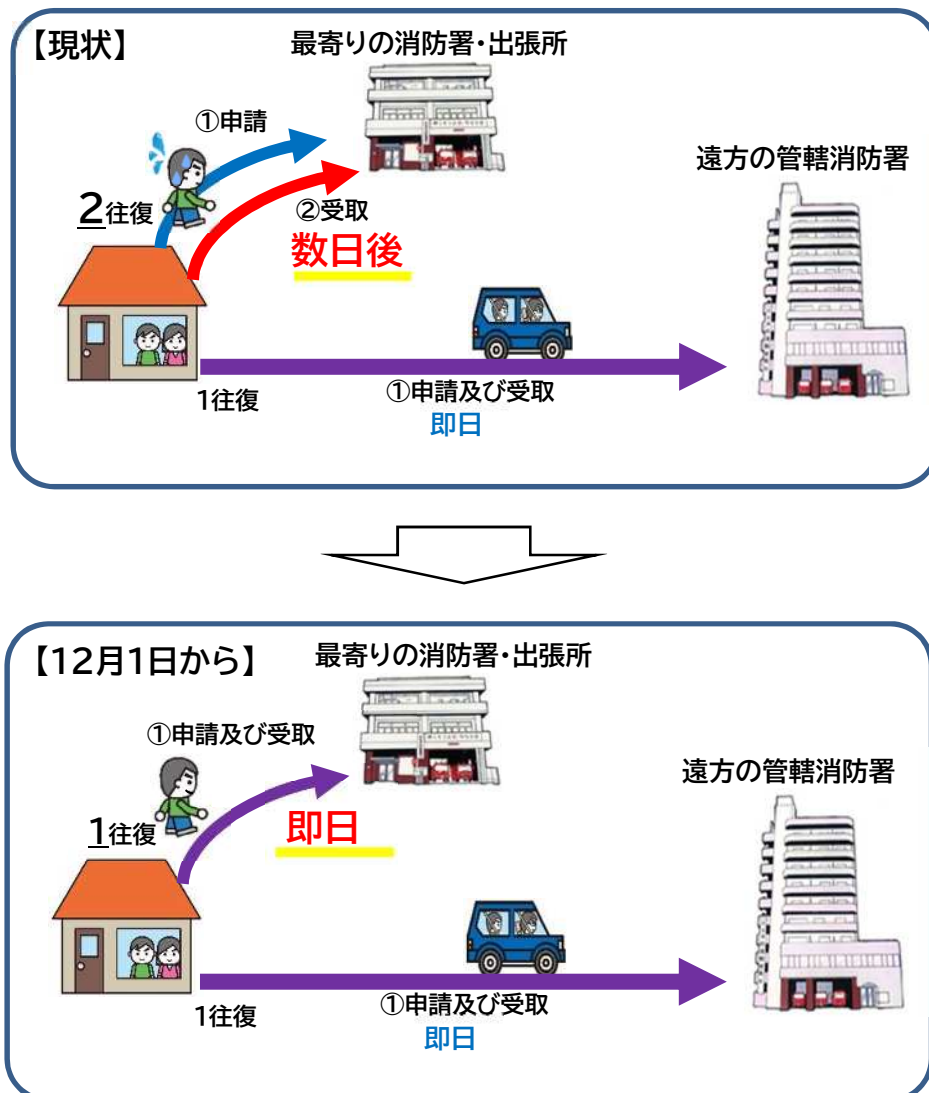 【現状】
最寄りの消防署・出張所
①申請
遠方の管轄消防署
2往復
②受取
数日後
1往復
①申請及び受取
即日
【12月1日から】
最寄りの消防署・出張所
①申請及び受取
遠方の管轄消防署
1往復
即日
1往復
①申請及び受取
即日